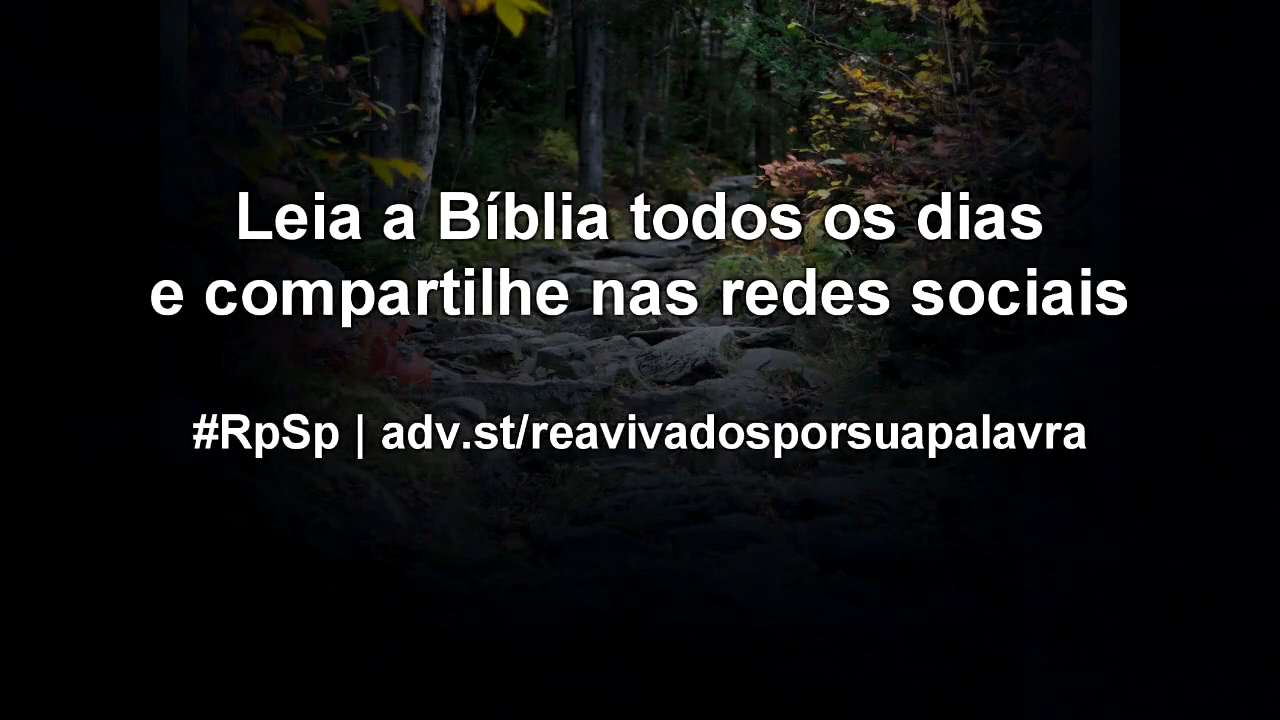 Leia a Bíblia todos os dias
e compartilhe nas redes sociais
#RpSp | adv.st/reavivadosporsuapalavra